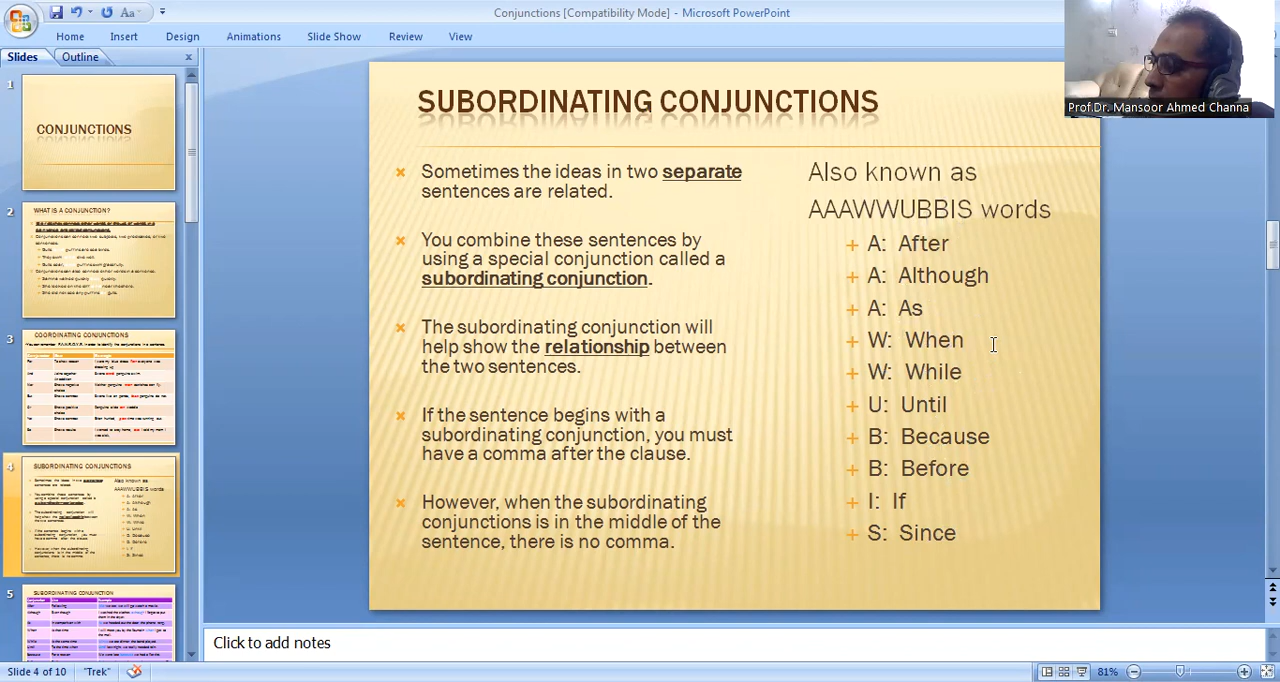 Conjunctions [Compatibility Mode] - Microsoft PowerPoint
Home Insert Design Animations Slide Show Review View
Slides Outline
Prof.Dr. Mansoor Ahmed Channa
1
CONJUNCTIONS
2
WHAT IS A CONJUNCTION?
3
COORDINATING CONJUNCTIONS
4
SUBORDINATING CONJUNCTIONS
5
SUBORDINATING CONJUNCTION
SUBORDINATING CONJUNCTIONS
Sometimes the ideas in two separate
sentences are related.
You combine these sentences by
using a special conjunction called a
subordinating conjunction.
The subordinating conjunction will
help show the relationship between
the two sentences.
If the sentence begins with a
subordinating conjunction, you must
have a comma after the clause.
However, when the subordinating
conjunctions is in the middle of the
sentence, there is no comma.
Also known as
AAAWWUBBIS words
A: After
A: Although
A: As
W: When
W: While
U: Until
B: Because
B: Before
I: If
S: Since
Click to add notes
Slide 4 of 10 "Trek" 81%